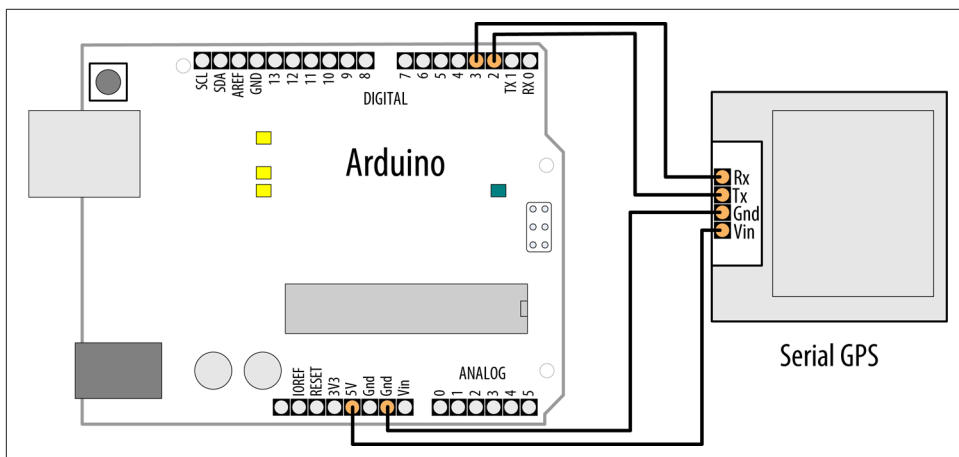 SCL
SDA
AREF
GND
13
12
11
10
9
8
7
6
5
4
3
2
TX 1
RX 0
DIGITAL
Arduino
Rx
Tx
Gnd
Vin
Serial GPS
IOREF
RESET
3V3
5V
Gnd
Gnd
Vin
ANALOG
0
1
2
3
4
5